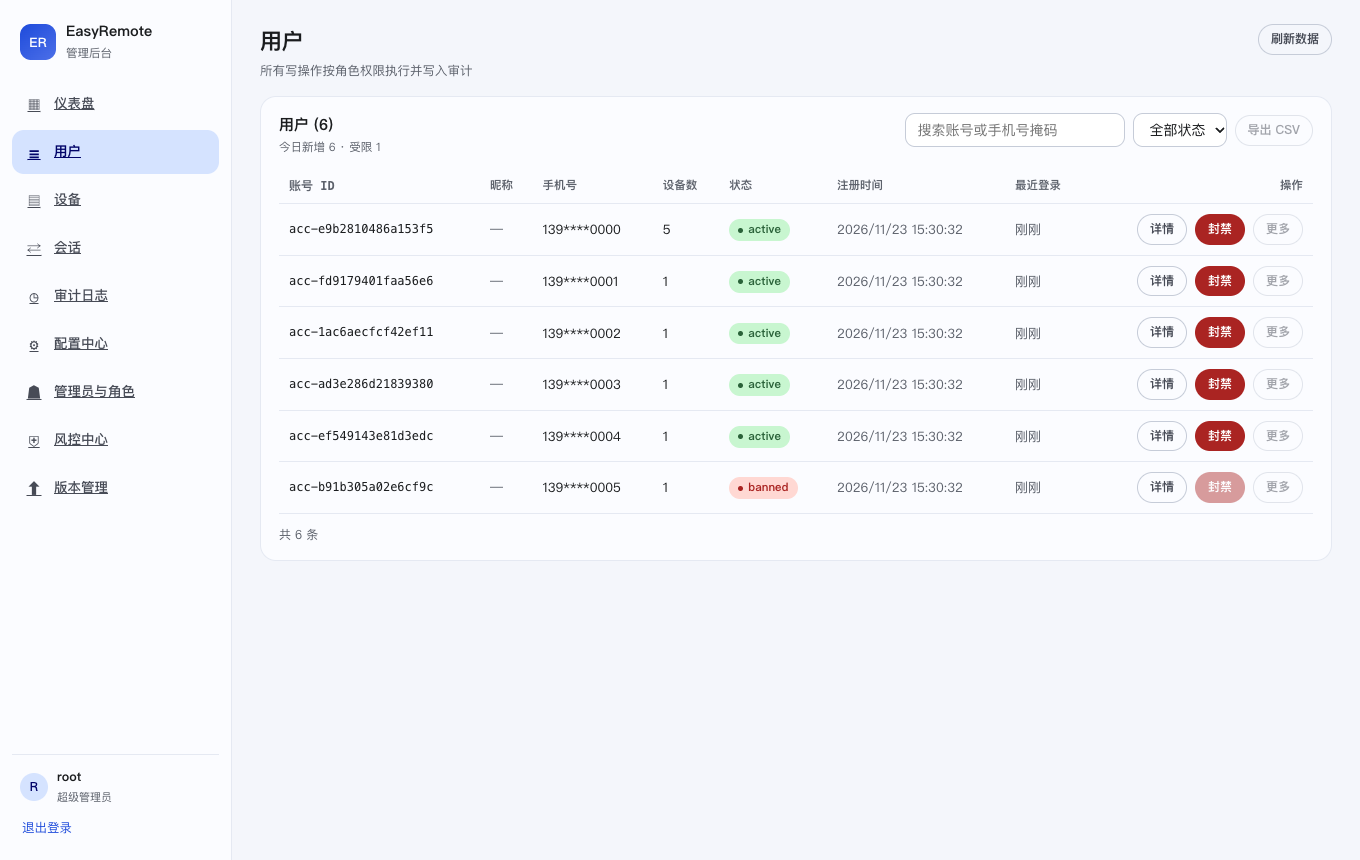 ER
EasyRemote
管理后台
仪表盘
用户
设备
会话
审计日志
配置中心
管理员与角色
风控中心
版本管理
R
root
超级管理员
退出登录
用户
所有写操作按角色权限执行并写入审计
刷新数据
用户 (6)
今日新增 6 · 受限 1
搜索账号或手机号掩码
全部状态
导出 CSV
账号 ID 昵称 手机号 设备数 状态 注册时间 最近登录 操作
acc-e9b2810486a153f5 — 139****0000 5 active 2026/11/23 15:30:32 刚刚 详情 封禁 更多
acc-fd9179401faa56e6 — 139****0001 1 active 2026/11/23 15:30:32 刚刚 详情 封禁 更多
acc-1ac6aecfcf42ef11 — 139****0002 1 active 2026/11/23 15:30:32 刚刚 详情 封禁 更多
acc-ad3e286d21839380 — 139****0003 1 active 2026/11/23 15:30:32 刚刚 详情 封禁 更多
acc-ef549143e81d3edc — 139****0004 1 active 2026/11/23 15:30:32 刚刚 详情 封禁 更多
acc-b91b305a02e6cf9c — 139****0005 1 banned 2026/11/23 15:30:32 刚刚 详情 封禁 更多
共 6 条